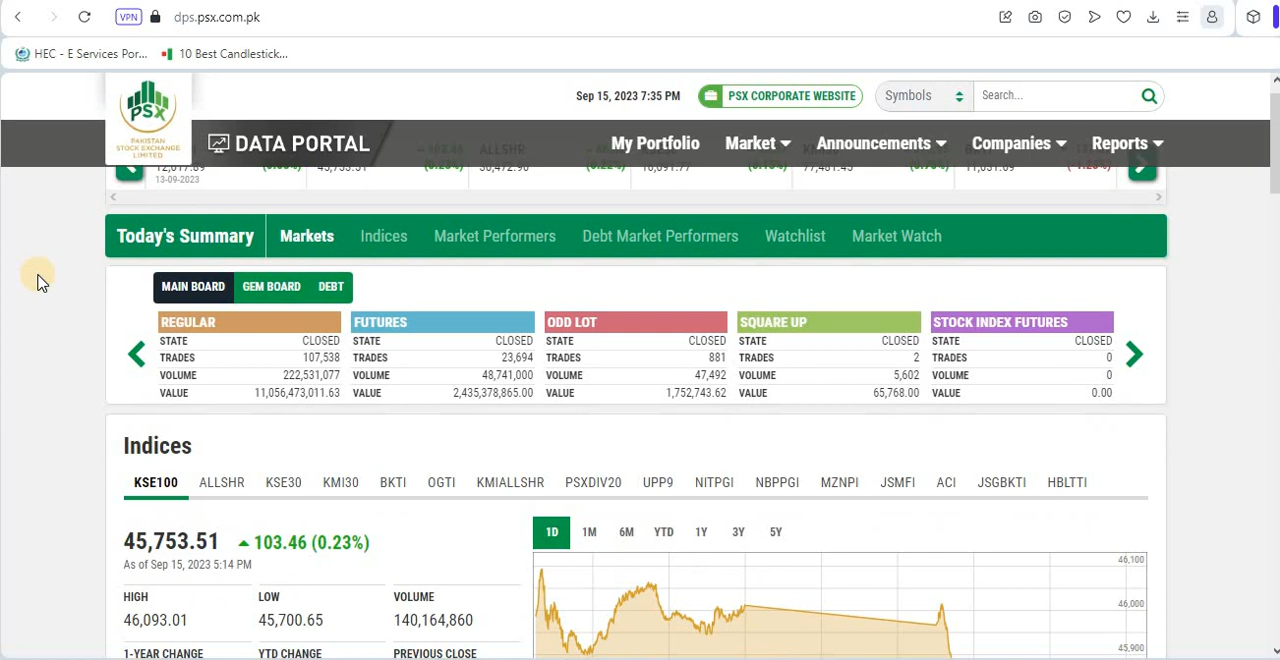 VPN dps.psx.com.pk
HEC - E Services Por... 10 Best Candlestick...
PSX
PAKISTAN
STOCK EXCHANGE
LIMITED
Sep 15, 2023 7:35 PM PSX CORPORATE WEBSITE Symbols Search...
DATA PORTAL My Portfolio Market Announcements Companies Reports
ALLSHR
13-09-2023
Today's Summary Markets Indices Market Performers Debt Market Performers Watchlist Market Watch
MAIN BOARD GEM BOARD DEBT
REGULAR FUTURES ODD LOT SQUARE UP STOCK INDEX FUTURES
STATE CLOSED STATE CLOSED STATE CLOSED STATE CLOSED STATE CLOSED
TRADES 107,538 TRADES 23,694 TRADES 881 TRADES 2 TRADES 0
VOLUME 222,531,077 VOLUME 48,741,000 VOLUME 47,492 VOLUME 5,602 VOLUME 0
VALUE 11,056,473,011.63 VALUE 2,435,378,865.00 VALUE 1,752,743.62 VALUE 65,768.00 VALUE 0.00
Indices
KSE100 ALLSHR KSE30 KMI30 BKTI OGTI KMIALLSHR PSXDIV20 UPP9 NITPGI NBPPGI MZNPI JSMFI ACI JSGBKTI HBLTTI
45,753.51 103.46 (0.23%)
As of Sep 15, 2023 5:14 PM
1D 1M 6M YTD 1Y 3Y 5Y
HIGH LOW VOLUME
46,093.01 45,700.65 140,164,860
1-YEAR CHANGE YTD CHANGE PREVIOUS CLOSE
46,100
46,000
45,900